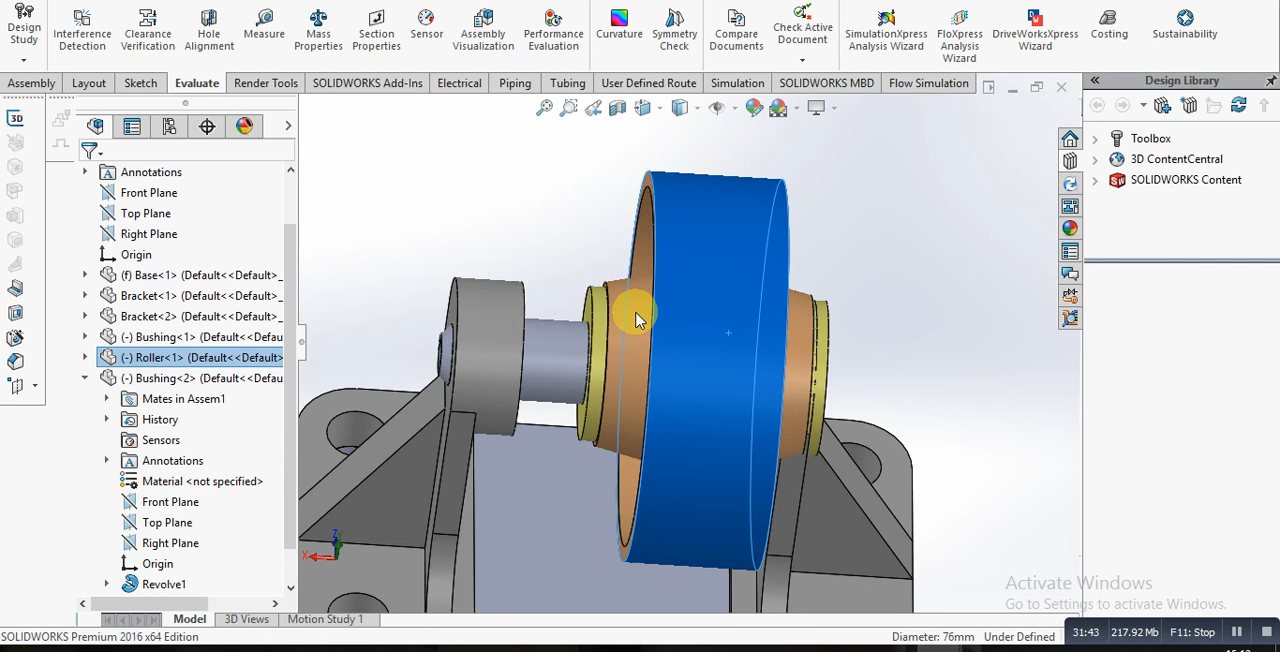 Design Study
Interference Detection
Clearance Verification
Hole Alignment
Measure
Mass Properties
Section Properties
Sensor
Assembly Visualization
Performance Evaluation
Curvature
Symmetry Check
Compare Documents
Check Active Document
SimulationXpress Analysis Wizard
FloXpress Analysis Wizard
DriveWorksXpress Wizard
Costing
Sustainability
Assembly Layout Sketch Evaluate Render Tools SOLIDWORKS Add-Ins Electrical Piping Tubing User Defined Route Simulation SOLIDWORKS MBD Flow Simulation
Design Library
Toolbox
3D ContentCentral
SOLIDWORKS Content
Annotations
Front Plane
Top Plane
Right Plane
Origin
(f) Base<1> (Default<<Default>_
Bracket<1> (Default<<Default>_
Bracket<2> (Default<<Default>_
(-) Bushing<1> (Default<<Defau
(-) Roller<1> (Default<<Default>
(-) Bushing<2> (Default<<Defau
Mates in Assem1
History
Sensors
Annotations
Material <not specified>
Front Plane
Top Plane
Right Plane
Origin
Revolve1
Z
X
Activate Windows
Go to Settings to activate Windows.
Model 3D Views Motion Study 1
SOLIDWORKS Premium 2016 x64 Edition
Diameter: 76mm Under Defined
31:43 217.92Mb F11: Stop